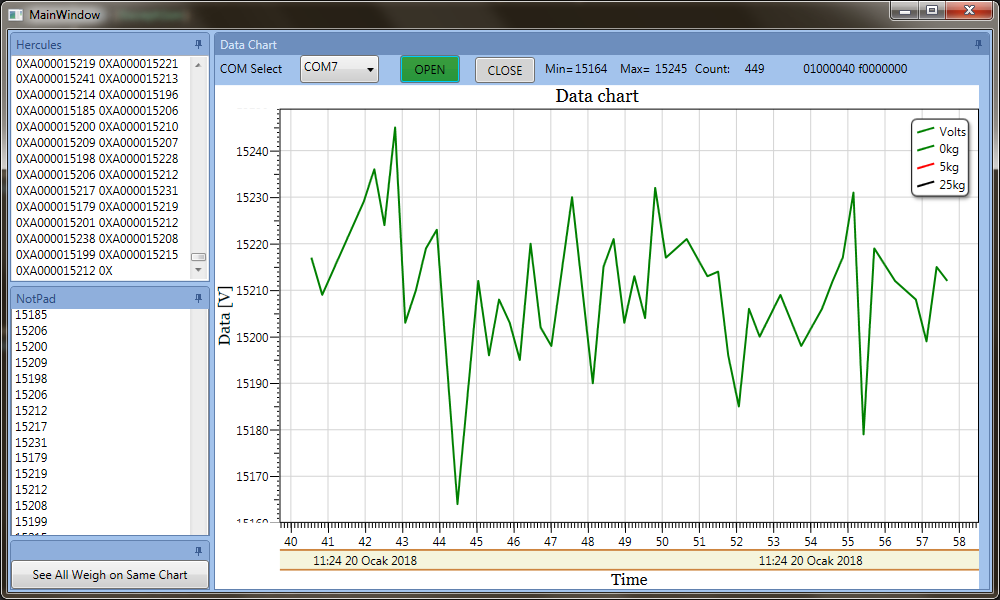 MainWindow
Hercules
0XA000015219 0XA000015221
0XA000015241 0XA000015213
0XA000015214 0XA000015196
0XA000015185 0XA000015206
0XA000015200 0XA000015210
0XA000015209 0XA000015207
0XA000015198 0XA000015228
0XA000015206 0XA000015212
0XA000015217 0XA000015231
0XA000015179 0XA000015219
0XA000015201 0XA000015212
0XA000015238 0XA000015208
0XA000015199 0XA000015215
0XA000015212 0X
NotPad
15185
15206
15200
15209
15198
15206
15212
15217
15231
15179
15219
15212
15208
15199
See All Weigh on Same Chart
Data Chart
COM Select COM7 OPEN CLOSE Min= 15164 Max= 15245 Count: 449 01000040 f0000000
Data chart
Volts
0kg
5kg
25kg
Data [V]
15240
15230
15220
15210
15200
15190
15180
15170
15160
40 41 42 43 44 45 46 47 48 49 50 51 52 53 54 55 56 57 58
11:24 20 Ocak 2018 11:24 20 Ocak 2018
Time